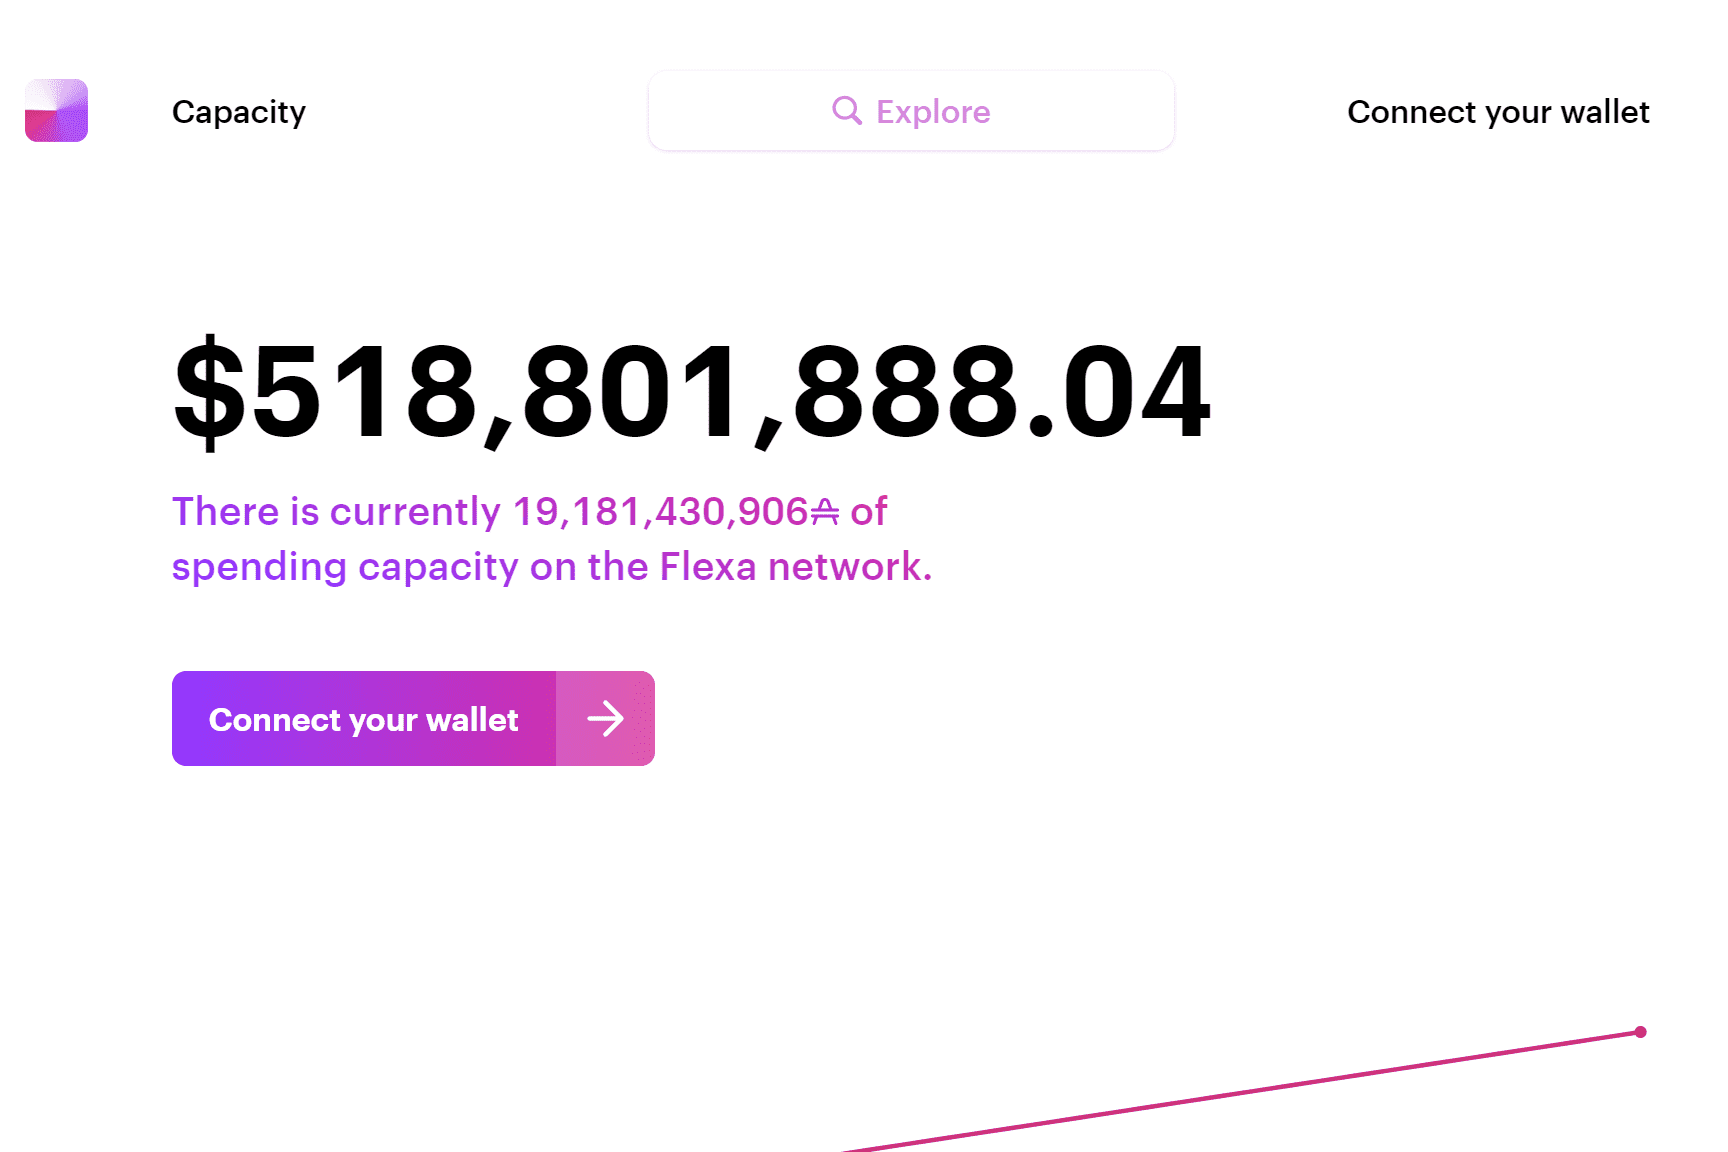 Capacity
Explore
Connect your wallet
$518,801,888.04
There is currently 19,181,430,906⩜ of
spending capacity on the Flexa network.
Connect your wallet